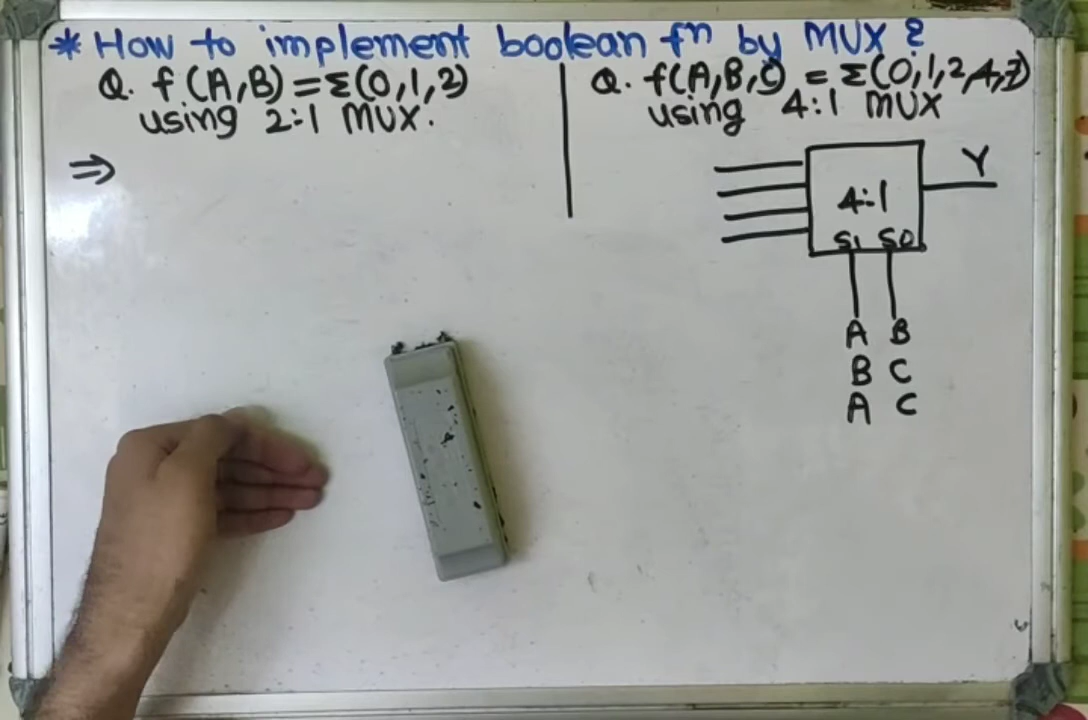 * How to implement boolean fⁿ by MUX ?
Q. f(A,B) = Σ(0,1,2)
using 2:1 MUX.
⇒
Q. f(A,B,C) = Σ(0,1,2,4,7)
using 4:1 MUX
Y
4:1
S1 S0
A B
B C
A C